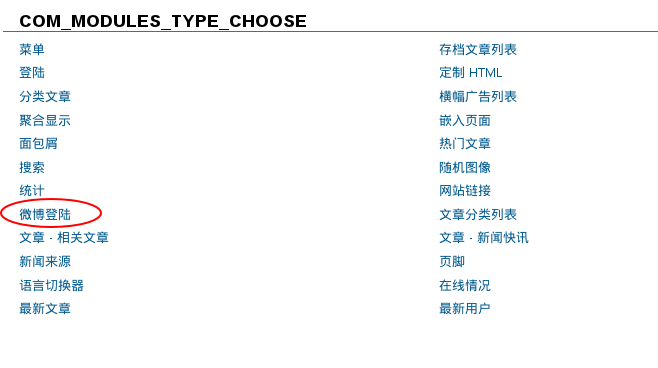 COM_MODULES_TYPE_CHOOSE
菜单
存档文章列表
登陆
定制 HTML
分类文章
横幅广告列表
聚合显示
嵌入页面
面包屑
热门文章
搜索
随机图像
统计
网站链接
微博登陆
文章分类列表
文章 - 相关文章
文章 - 新闻快讯
新闻来源
页脚
语言切换器
在线情况
最新文章
最新用户